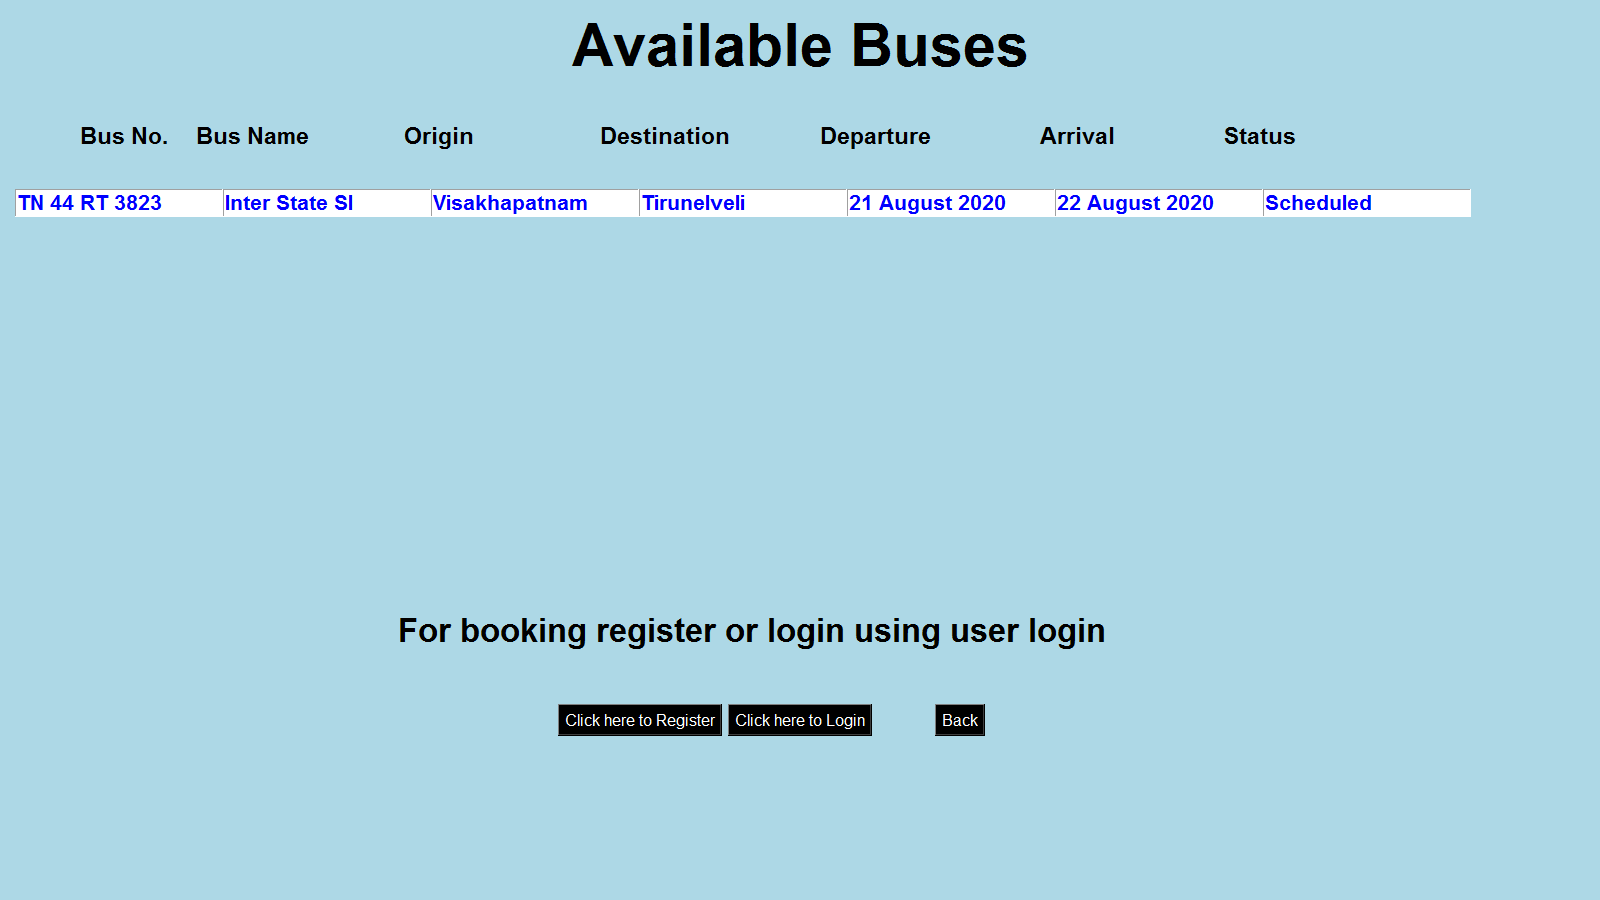 Available Buses
Bus No. Bus Name Origin Destination Departure Arrival Status
TN 44 RT 3823 Inter State Sl Visakhapatnam Tirunelveli 21 August 2020 22 August 2020 Scheduled
For booking register or login using user login
Click here to Register Click here to Login Back